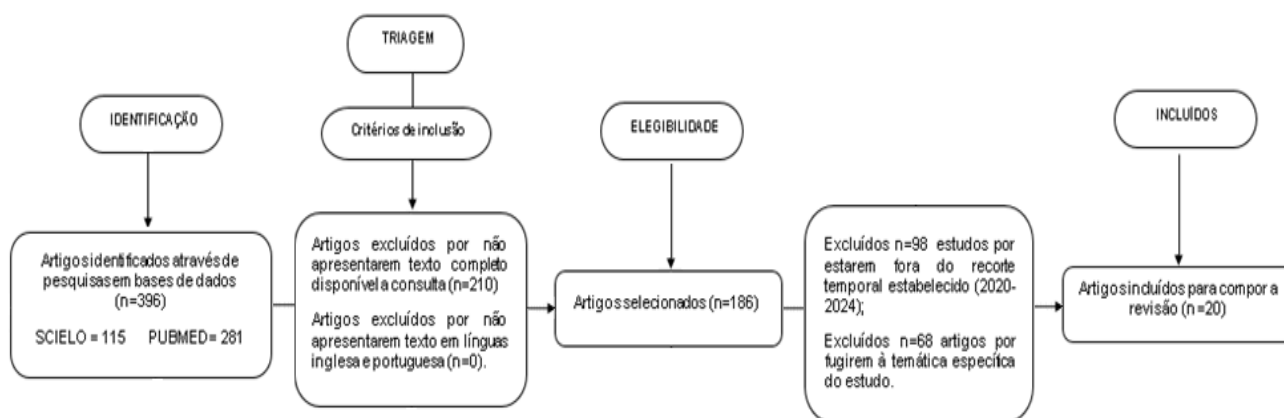 TRIAGEM
IDENTIFICAÇÃO
Critérios de inclusão
ELEGIBILIDADE
INCLUÍDOS
Artigos identificados através de
pesquisas em bases de dados
(n=396)
SCIELO = 115 PUBMED= 281
Artigos excluídos por não
apresentarem texto completo
disponível a consulta (n=210)
Artigos excluídos por não
apresentarem texto em línguas
inglesa e portuguesa (n=0).
Artigos selecionados (n=186)
Excluídos n=98 estudos por
estarem fora do recorte
temporal estabelecido (2020-
2024);
Excluídos n=68 artigos por
fugirem à temática específica
do estudo.
Artigos incluídos para compor a
revisão (n=20)